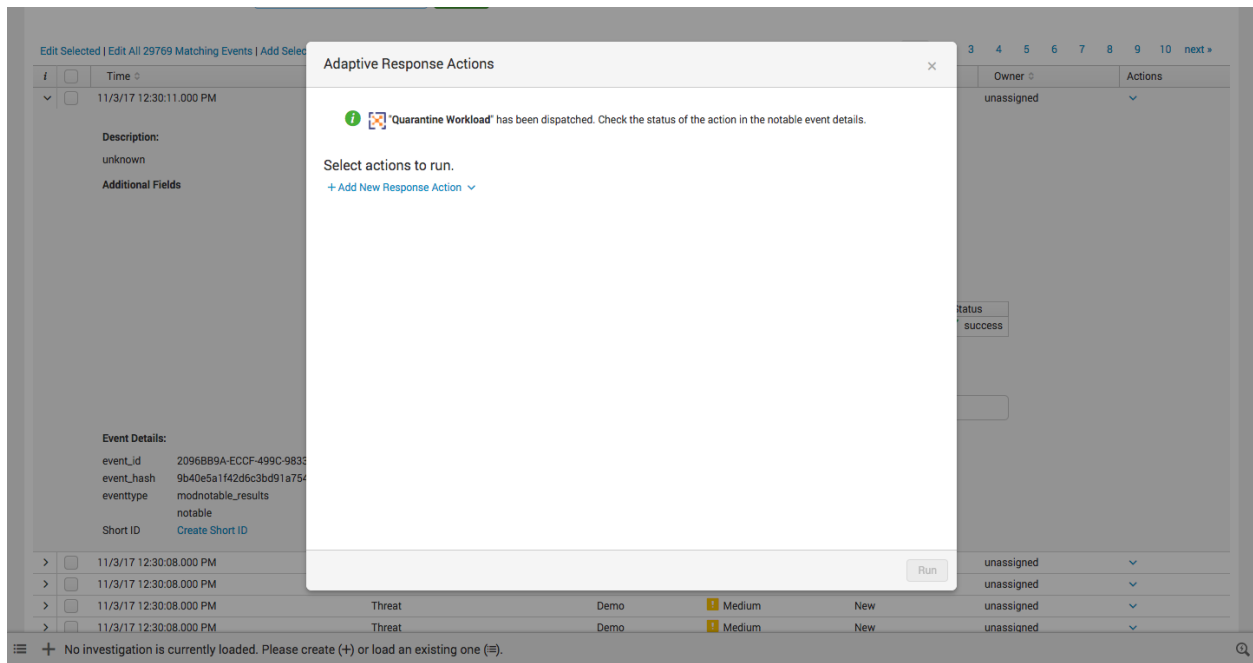 Edit Selected | Edit All 29769 Matching Events | Add Selec
3 4 5 6 7 8 9 10 next »
i Time Owner Actions
11/3/17 12:30:11.000 PM unassigned
Adaptive Response Actions
"Quarantine Workload" has been dispatched. Check the status of the action in the notable event details.
Select actions to run.
+ Add New Response Action
Run
Description:
unknown
Additional Fields
Status
success
Event Details:
event_id 2096BB9A-ECCF-499C-9833
event_hash 9b40e5a1f42d6c3bd91a754
eventtype modnotable_results
notable
Short ID Create Short ID
11/3/17 12:30:08.000 PM unassigned
11/3/17 12:30:08.000 PM unassigned
11/3/17 12:30:08.000 PM Threat Demo Medium New unassigned
11/3/17 12:30:08.000 PM Threat Demo Medium New unassigned
No investigation is currently loaded. Please create (+) or load an existing one (≡).